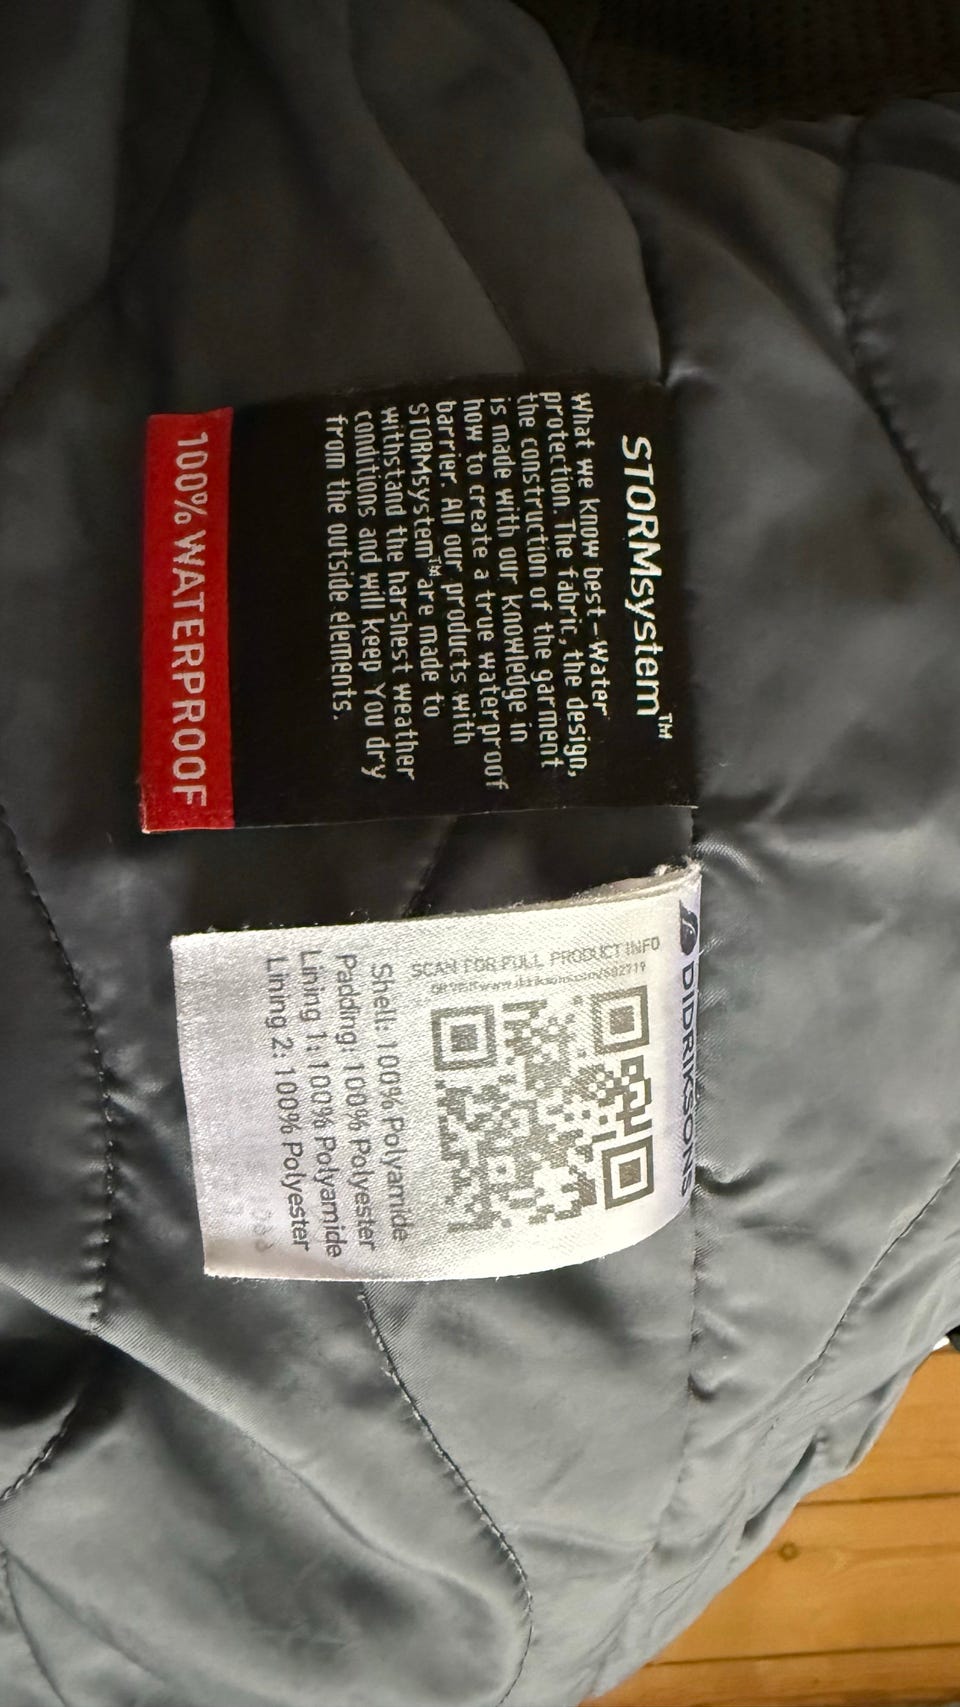 STORMsystem™
What we know best–Water
protection. The fabric, the design,
the construction of the garment
is made with our knowledge in
how to create a true waterproof
barrier. All our products with
STORMsystem™ are made to
withstand the harshest weather
conditions and will keep You dry
from the outside elements.
100% WATERPROOF
DIDRIKSONS
SCAN FOR FULL PRODUCT INFO
Shell: 100% Polyamide
Padding: 100% Polyester
Lining 1: 100% Polyamide
Lining 2: 100% Polyester